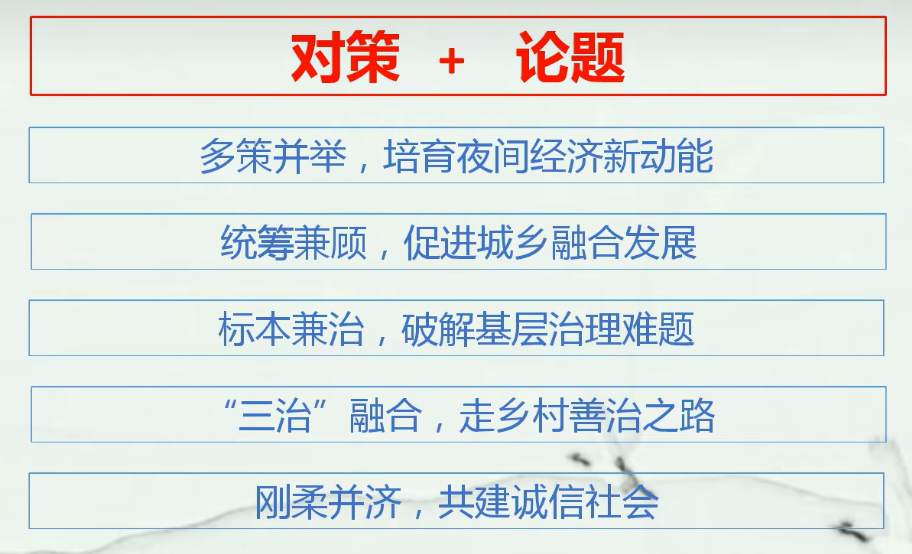 对策 + 论题
多策并举，培育夜间经济新动能
统筹兼顾，促进城乡融合发展
标本兼治，破解基层治理难题
“三治”融合，走乡村善治之路
刚柔并济，共建诚信社会